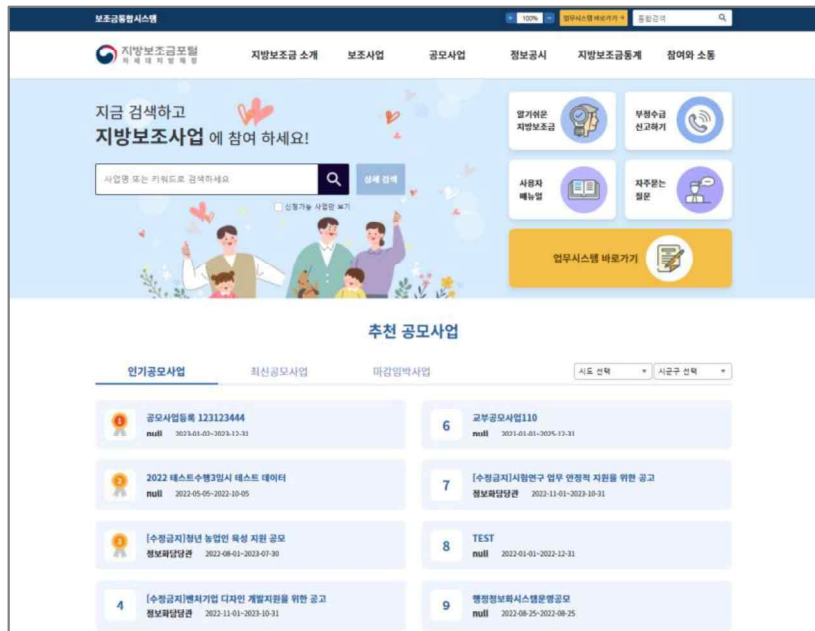 보조금통합시스템
100%
업무시스템 바로가기
통합검색
지방보조금포털
차세대지방재정
지방보조금 소개
보조사업
공모사업
정보공시
지방보조금통계
참여와 소통
지금 검색하고
지방보조사업 에 참여 하세요!
사업명 또는 키워드로 검색하세요
상세 검색
신청가능 사업만 보기
알기쉬운
지방보조금
부정수급
신고하기
사용자
매뉴얼
자주묻는
질문
업무시스템 바로가기
추천 공모사업
인기공모사업
최신공모사업
마감임박사업
시도 선택
시군구 선택
1
공모사업등록 123123444
null 2023-01-02~2023-12-31
2
2022 테스트수행3임시 테스트 데이터
null 2022-05-05~2022-10-05
3
[수정금지]청년 농업인 육성 지원 공모
정보화담당관 2022-08-01~2023-07-30
4
[수정금지]벤처기업 디자인 개발지원을 위한 공고
정보화담당관 2022-11-01~2023-10-31
6
교부공모사업110
null 2021-01-01~2025-12-31
7
[수정금지]시험연구 업무 안정적 지원을 위한 공고
정보화담당관 2022-11-01~2023-10-31
8
TEST
null 2022-01-01~2022-12-31
9
행정정보화시스템운영공모
null 2022-08-25~2022-08-25